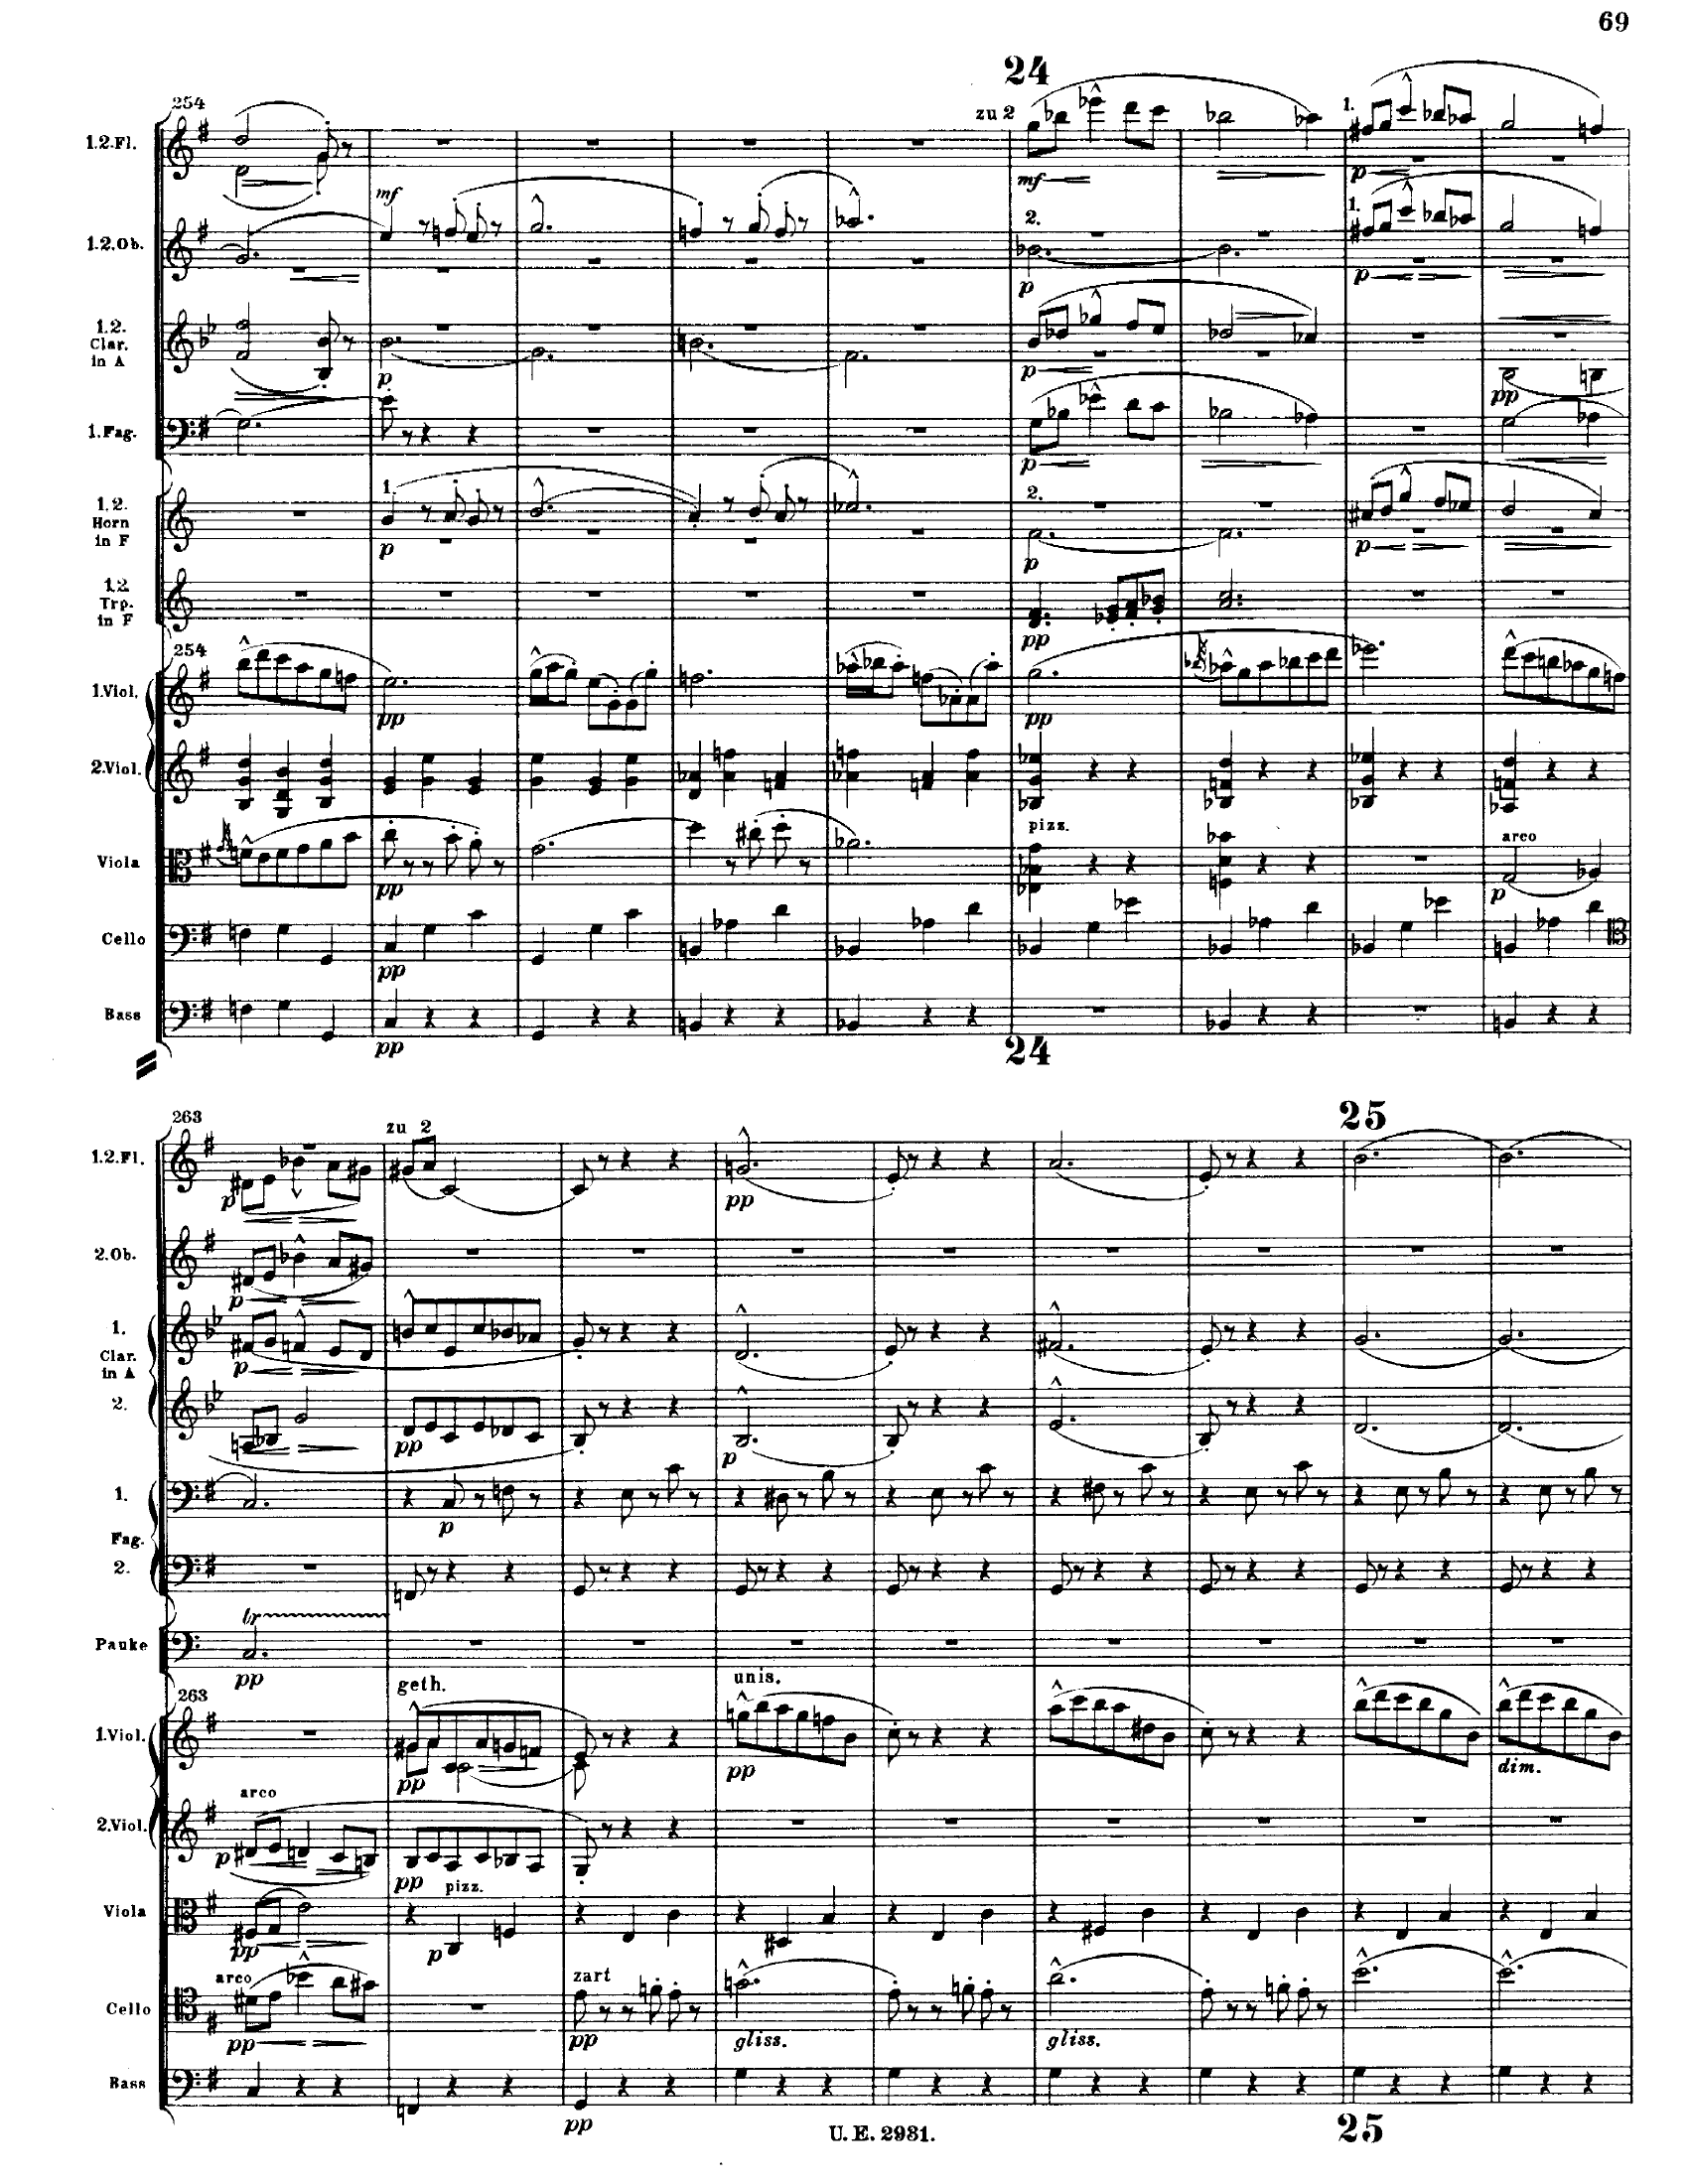 69
24
254
zu 2
1.
1.2.Fl.
mf
p
mf
2.
1.
1.2.Ob.
p
p
1.2.
Clar.
in A
p
p
pp
1.Fag.
p
1.
2.
1.2.
Horn
in F
p
p
p
1.2.
Trp.
in F
pp
254
1.Viol.
pp
pp
2.Viol.
pizz.
arco
Viola
pp
p
Cello
pp
Bass
pp
24
25
263
zu 2
1.2.Fl.
p
pp
2.Ob.
p
1.
Clar.
in A
p
2.
pp
p
1.
p
Fag.
2.
tr
Pauke
pp
263
geth.
unis.
1.Viol.
pp
pp
dim.
arco
2.Viol.
p
pp
pizz.
Viola
pp
p
arco
zart
Cello
pp
pp
gliss.
gliss.
Bass
pp
25
U. E. 2931.